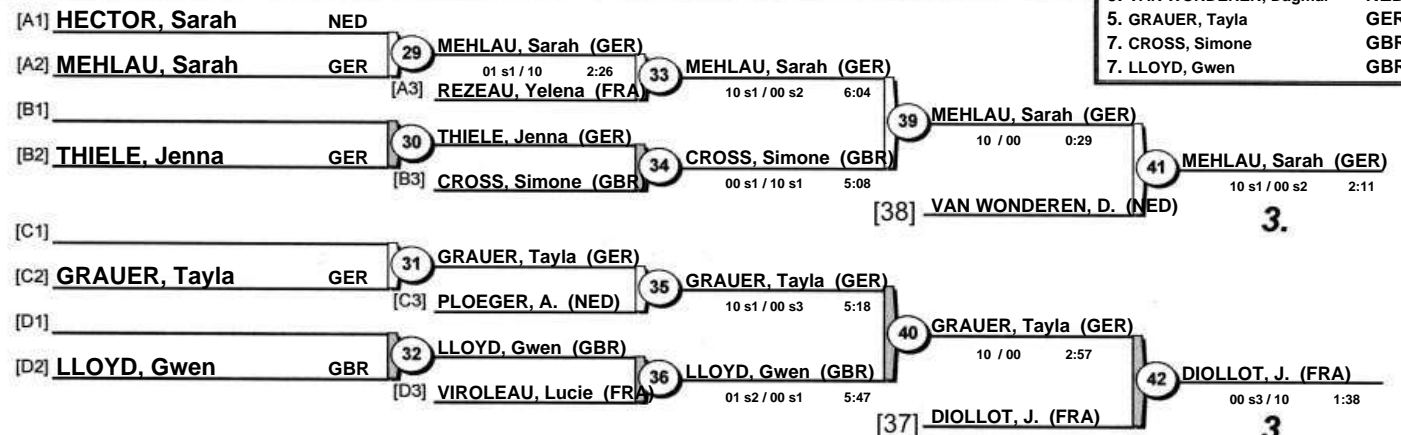 5. GRAUER, Tayla GER
7. CROSS, Simone GBR
7. LLOYD, Gwen GBR
[A1] HECTOR, Sarah NED
[A2] MEHLAU, Sarah GER
29 MEHLAU, Sarah (GER)
01 s1 / 10 2:26
[A3] REZEAU, Yelena (FRA)
33 MEHLAU, Sarah (GER)
10 s1 / 00 s2 6:04
[B1]
[B2] THIELE, Jenna GER
30 THIELE, Jenna (GER)
[B3] CROSS, Simone (GBR)
34 CROSS, Simone (GBR)
00 s1 / 10 s1 5:08
39 MEHLAU, Sarah (GER)
10 / 00 0:29
[38] VAN WONDEREN, D. (NED)
41 MEHLAU, Sarah (GER)
10 s1 / 00 s2 2:11
3.
[C1]
[C2] GRAUER, Tayla GER
31 GRAUER, Tayla (GER)
[C3] PLOEGER, A. (NED)
35 GRAUER, Tayla (GER)
10 s1 / 00 s3 5:18
[D1]
[D2] LLOYD, Gwen GBR
32 LLOYD, Gwen (GBR)
[D3] VIROLEAU, Lucie (FRA)
36 LLOYD, Gwen (GBR)
01 s2 / 00 s1 5:47
40 GRAUER, Tayla (GER)
10 / 00 2:57
[37] DIOLLOT, J. (FRA)
42 DIOLLOT, J. (FRA)
00 s3 / 10 1:38
3